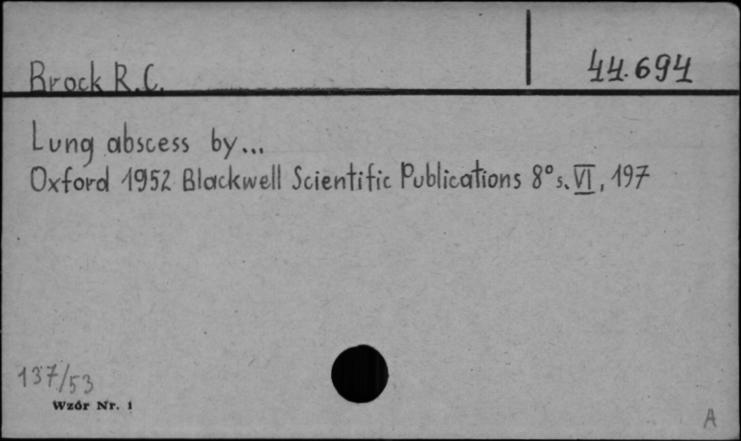 Brock R.C.
44.694
Lung abscess by...
Oxford 1952 Blackwell Scientific Publications 8° s. VI, 197
137/53
Wzór Nr. 1
A